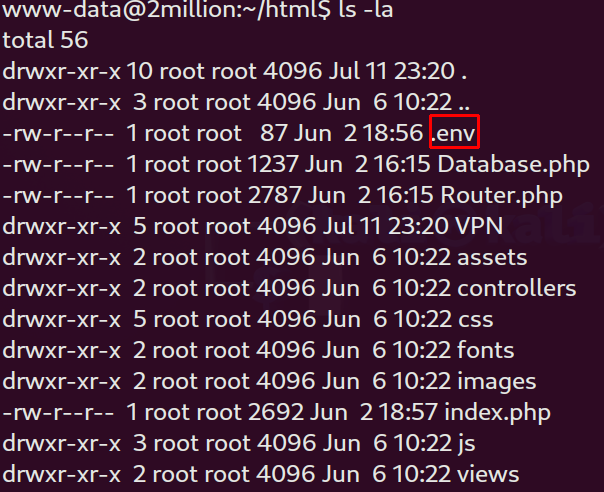 www-data@2million:~/html$ ls -la
total 56
drwxr-xr-x 10 root root 4096 Jul 11 23:20 .
drwxr-xr-x  3 root root 4096 Jun  6 10:22 ..
-rw-r--r--  1 root root   87 Jun  2 18:56 .env
-rw-r--r--  1 root root 1237 Jun  2 16:15 Database.php
-rw-r--r--  1 root root 2787 Jun  2 16:15 Router.php
drwxr-xr-x  5 root root 4096 Jul 11 23:20 VPN
drwxr-xr-x  2 root root 4096 Jun  6 10:22 assets
drwxr-xr-x  2 root root 4096 Jun  6 10:22 controllers
drwxr-xr-x  5 root root 4096 Jun  6 10:22 css
drwxr-xr-x  2 root root 4096 Jun  6 10:22 fonts
drwxr-xr-x  2 root root 4096 Jun  6 10:22 images
-rw-r--r--  1 root root 2692 Jun  2 18:57 index.php
drwxr-xr-x  3 root root 4096 Jun  6 10:22 js
drwxr-xr-x  2 root root 4096 Jun  6 10:22 views